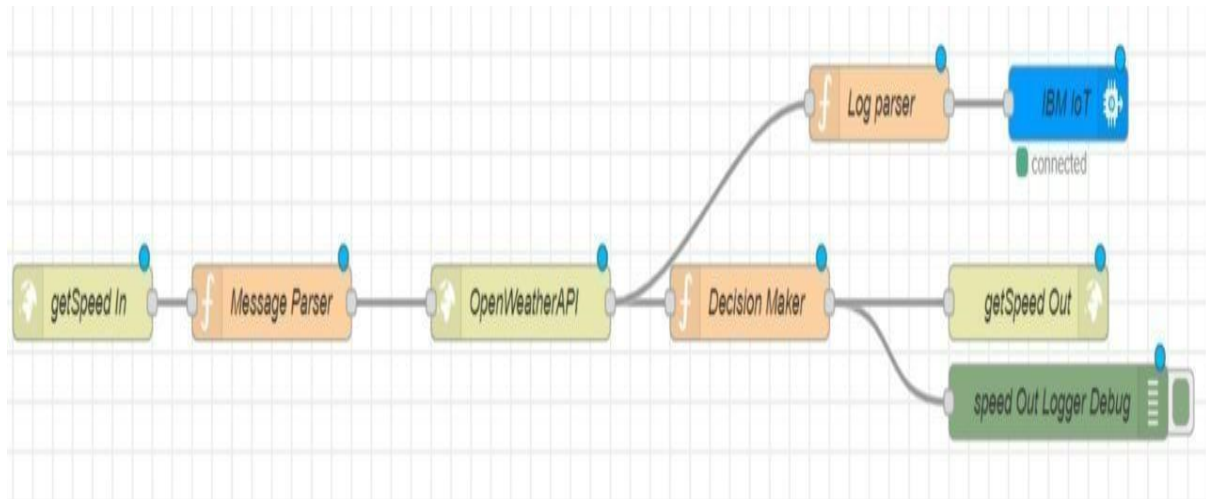 Log parser
IBM IoT
connected
getSpeed In
Message Parser
OpenWeatherAPI
Decision Maker
getSpeed Out
speed Out Logger Debug